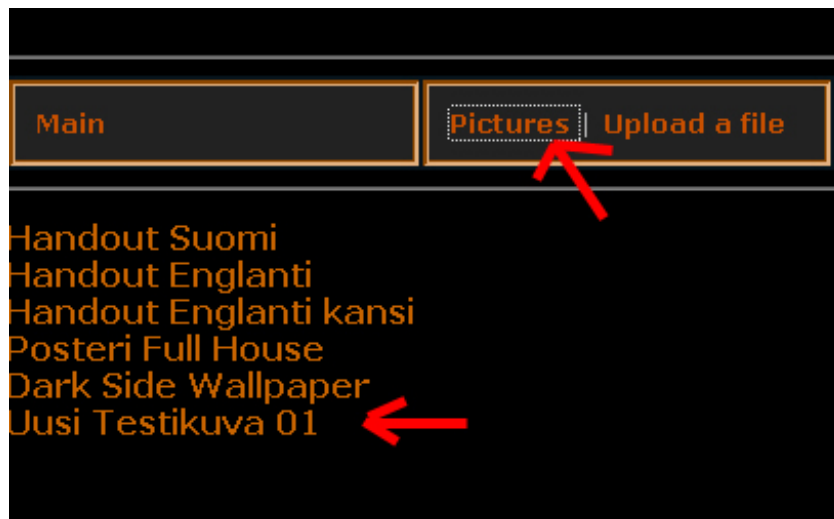 Main
Pictures | Upload a file
Handout Suomi
Handout Englanti
Handout Englanti kansi
Posteri Full House
Dark Side Wallpaper
Uusi Testikuva 01